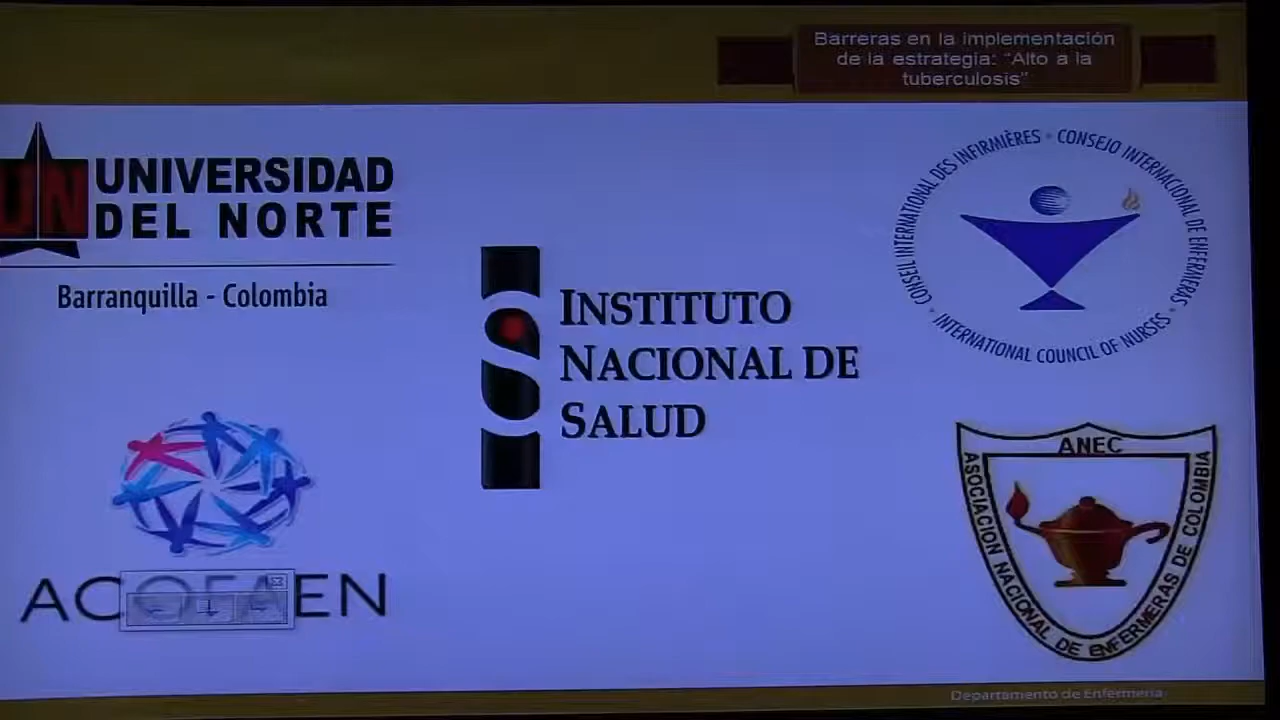 Barreras en la implementación
de la estrategia: "Alto a la
tuberculosis"
UN
UNIVERSIDAD
DEL NORTE
Barranquilla - Colombia
INSTITUTO
NACIONAL DE
SALUD
CONSEIL INTERNATIONAL DES INFIRMIÈRES • CONSEJO INTERNACIONAL DE ENFERMERAS • INTERNATIONAL COUNCIL OF NURSES •
ACOFAEN
ANEC
ASOCIACION NACIONAL DE ENFERMERAS DE COLOMBIA
Departamento de Enfermería